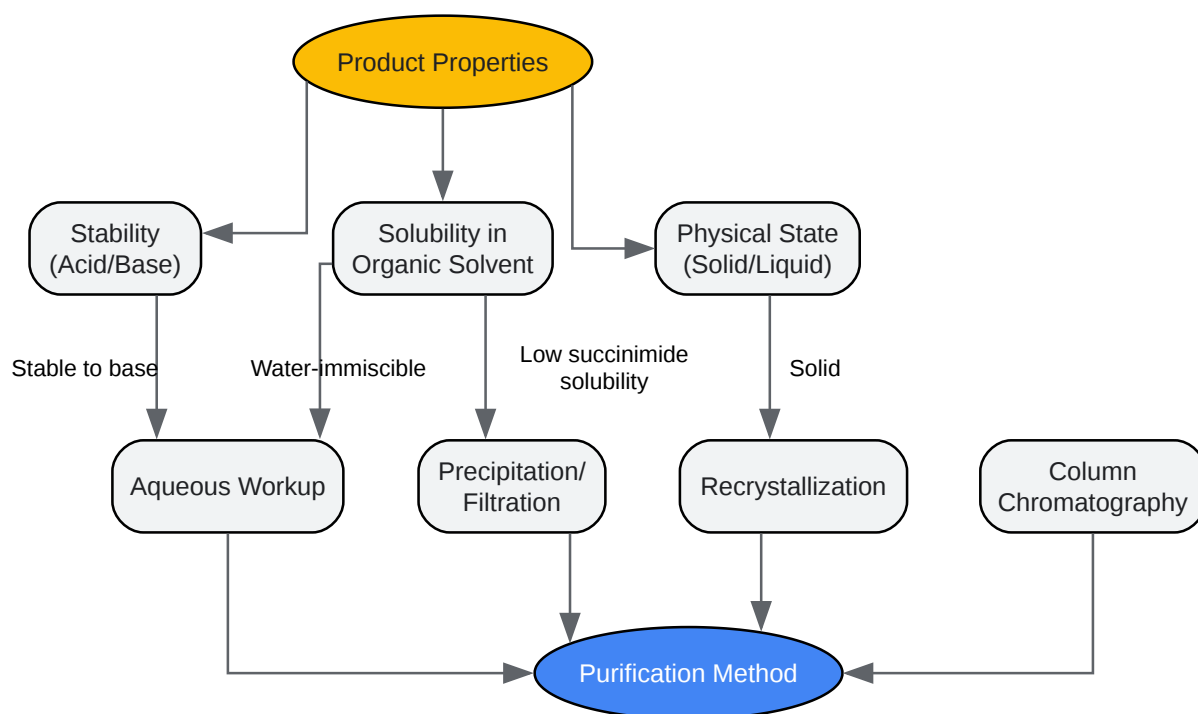 Product Properties
Stability
(Acid/Base)
Solubility in
Organic Solvent
Physical State
(Solid/Liquid)
Stable to base
Water-immiscible
Low succinimide
solubility
Solid
Aqueous Workup
Precipitation/
Filtration
Recrystallization
Column
Chromatography
Purification Method